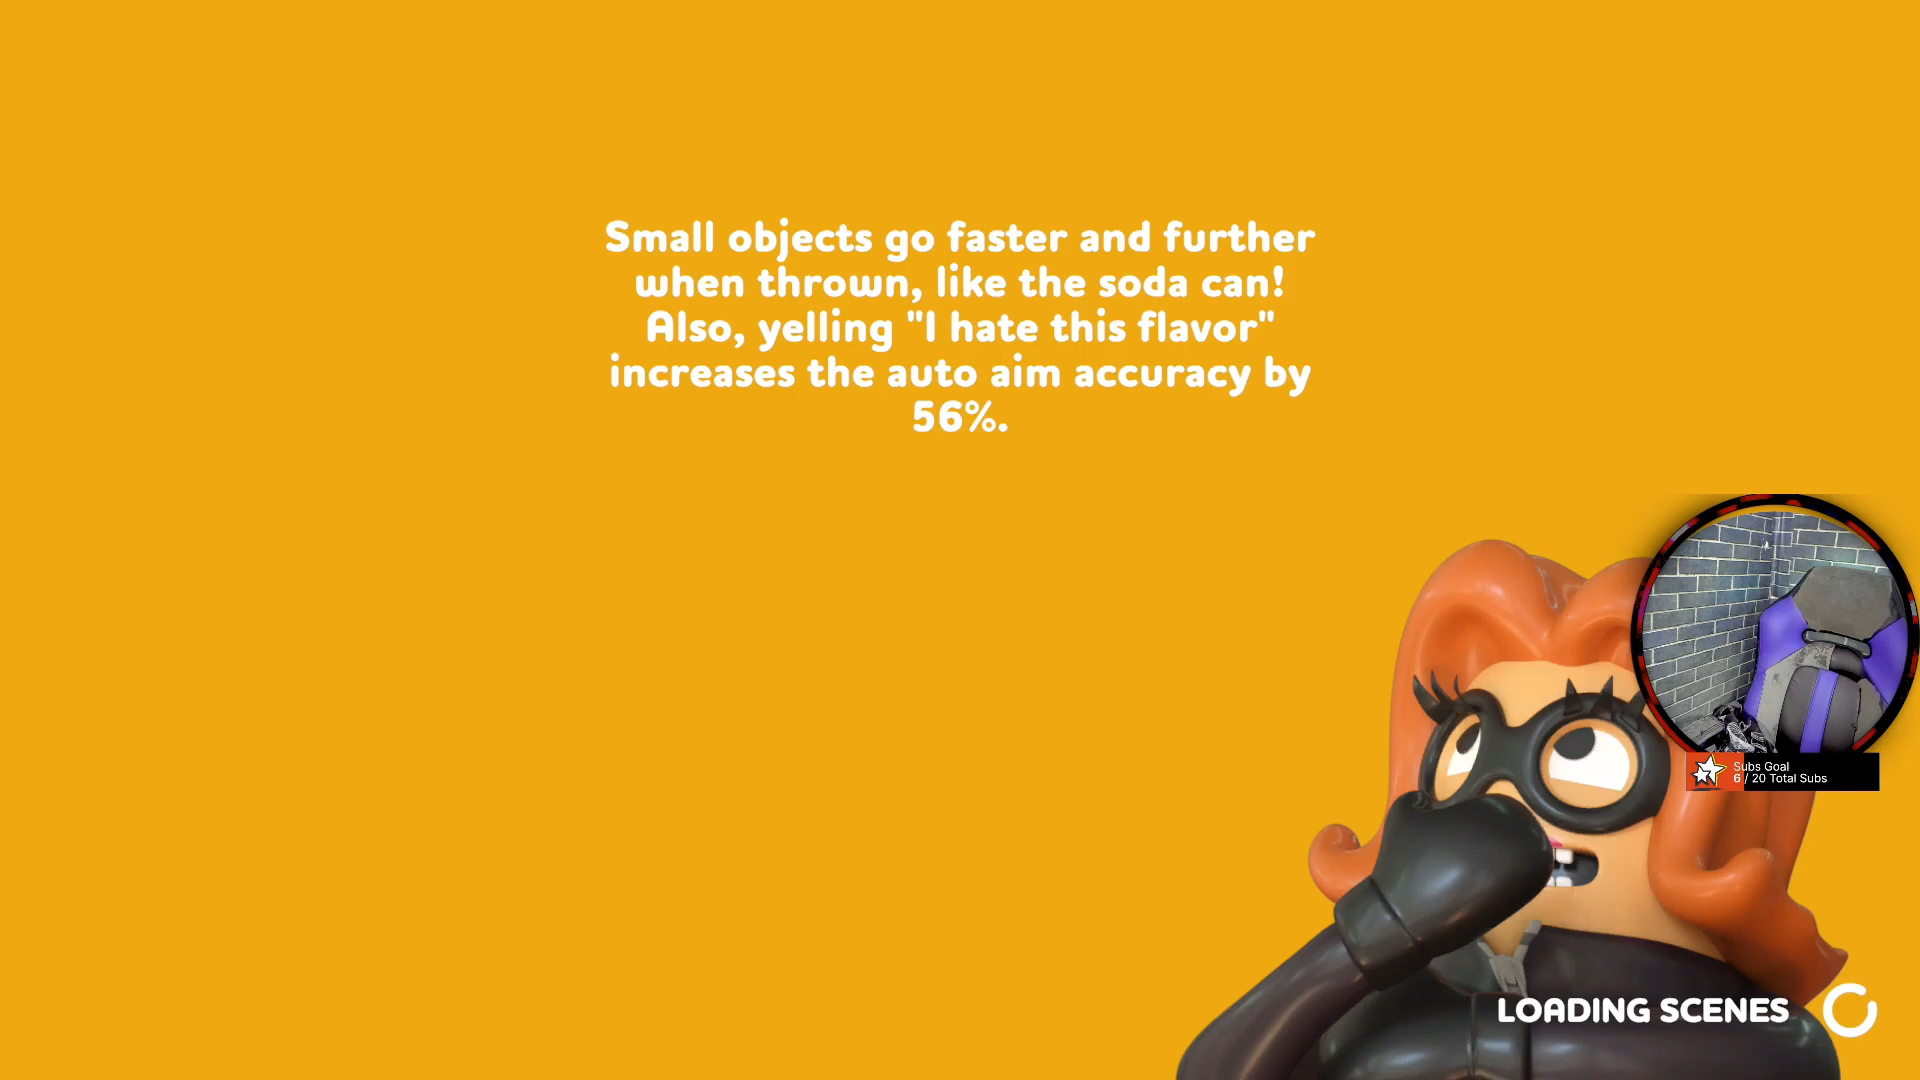 Small objects go faster and further
when thrown, like the soda can!
Also, yelling "I hate this flavor"
increases the auto aim accuracy by
56%.
Subs Goal
6 / 20 Total Subs
LOADING SCENES